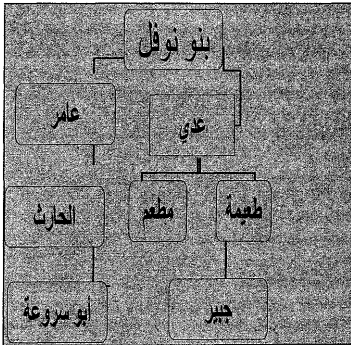 بنو نوفل
عدي
عامر
طعيمة
مطعم
الحارث
جبير
أبو سروعة